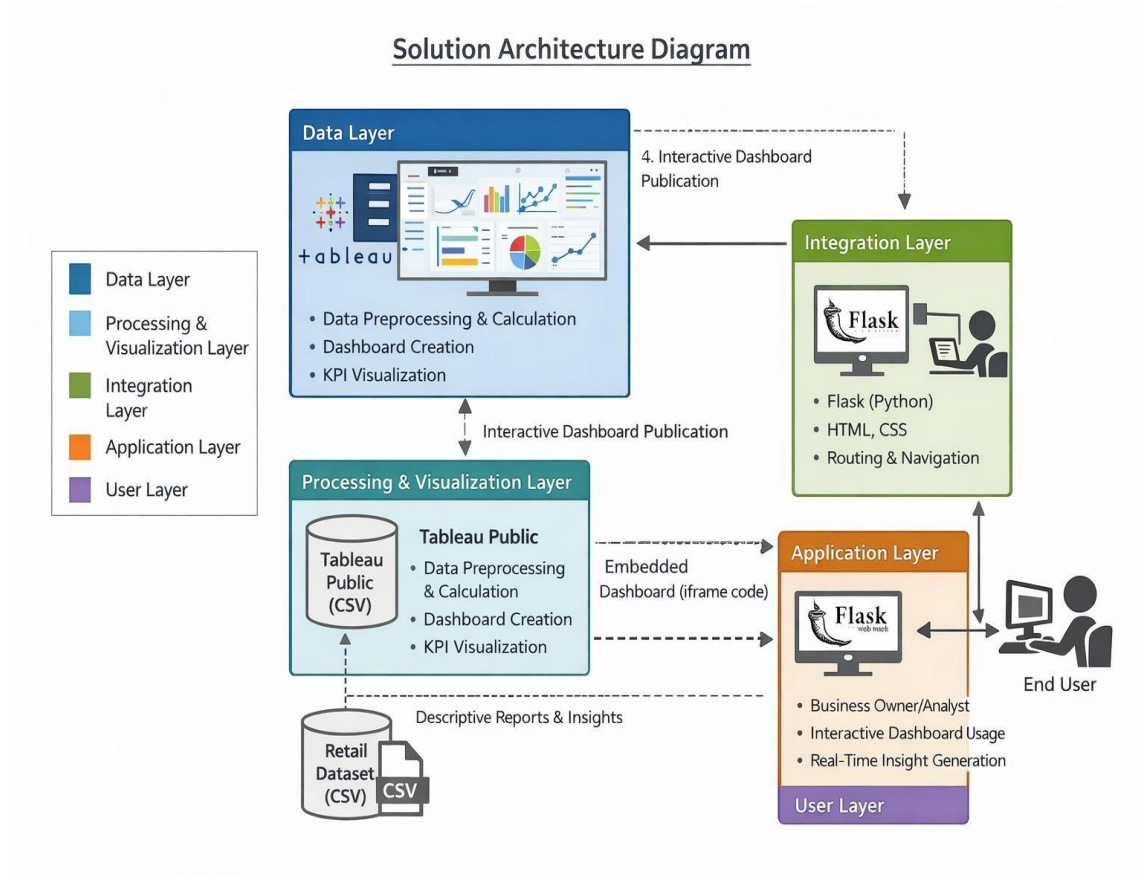 Solution Architecture Diagram
Data Layer
+ableau
• Data Preprocessing & Calculation
• Dashboard Creation
• KPI Visualization
4. Interactive Dashboard
Publication
Integration Layer
Flask
• Flask (Python)
• HTML, CSS
• Routing & Navigation
Data Layer
Processing &
Visualization Layer
Integration
Layer
Application Layer
User Layer
Interactive Dashboard Publication
Processing & Visualization Layer
Tableau
Public
(CSV)
Tableau Public
• Data Preprocessing
& Calculation
• Dashboard Creation
• KPI Visualization
Embedded
Dashboard (iframe code)
Application Layer
Flask
• Business Owner/Analyst
• Interactive Dashboard Usage
• Real-Time Insight Generation
User Layer
End User
Descriptive Reports & Insights
Retail
Dataset
(CSV)
CSV